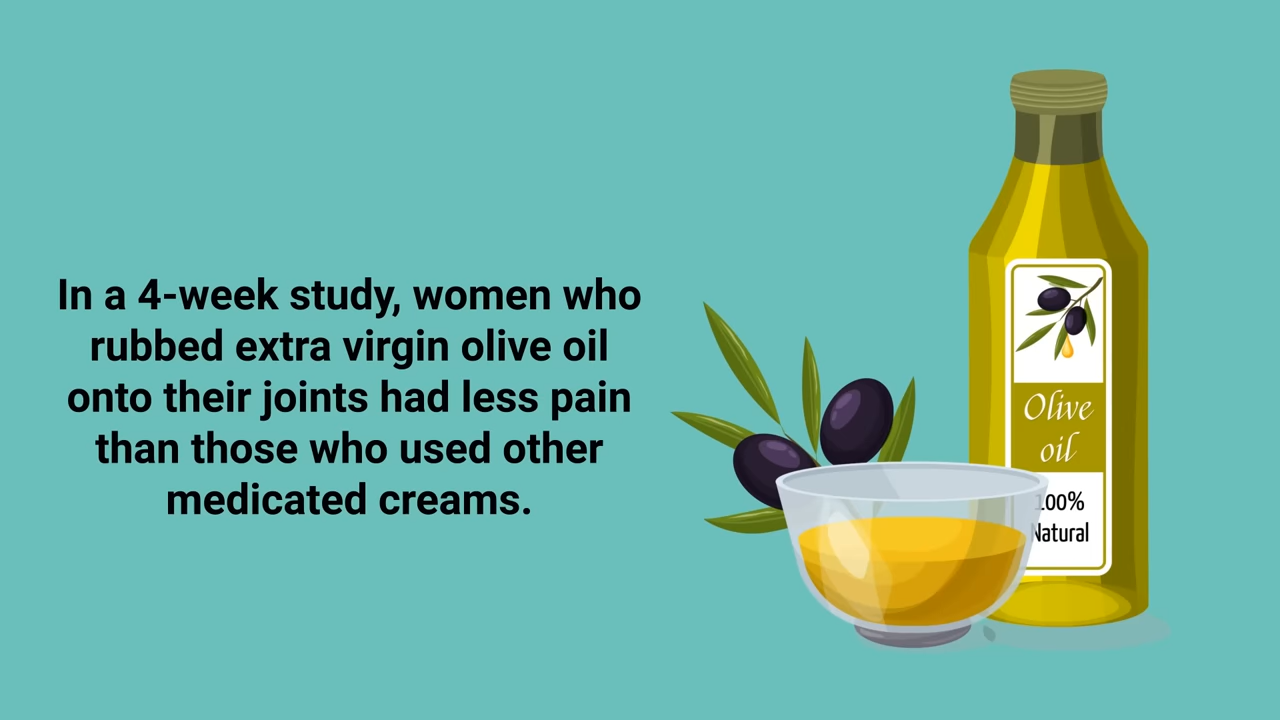 In a 4-week study, women who
rubbed extra virgin olive oil
onto their joints had less pain
than those who used other
medicated creams.
Olive
oil
100%
Natural